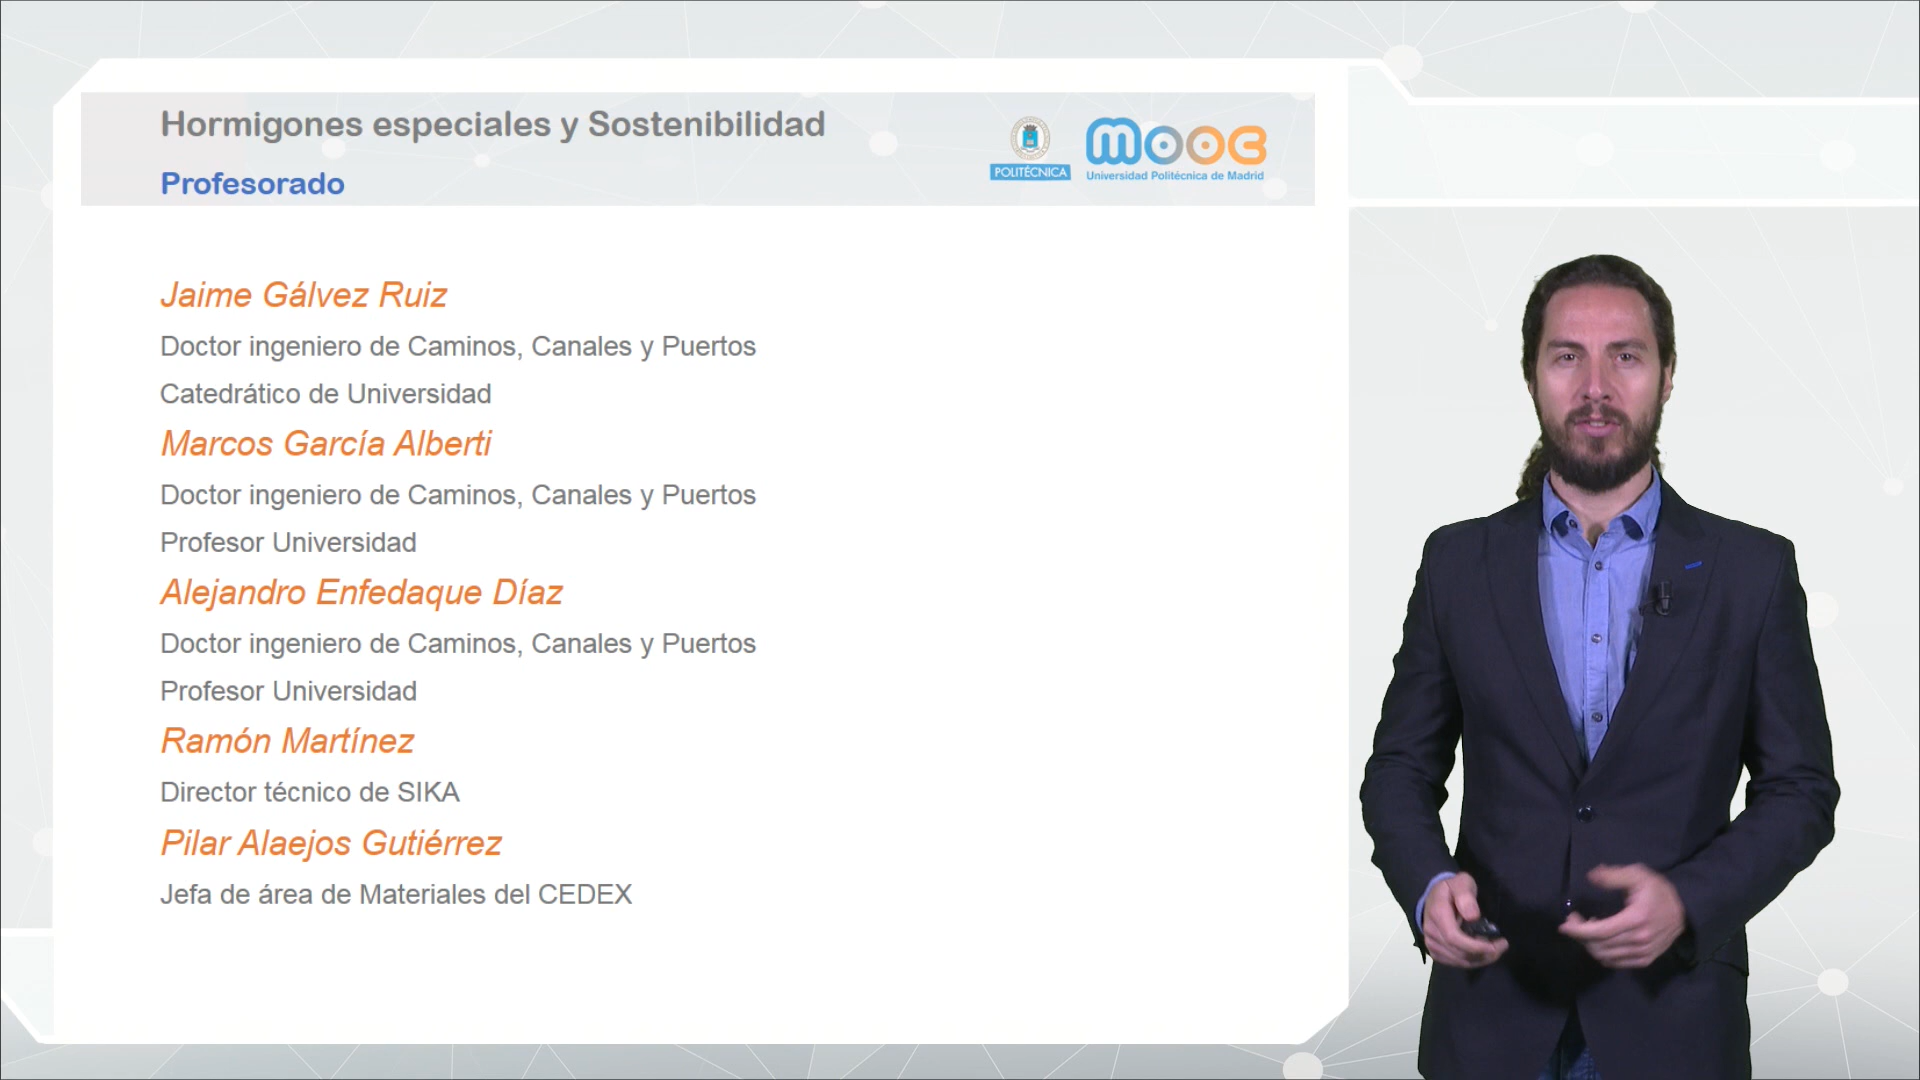 Hormigones especiales y Sostenibilidad
Profesorado
POLITÉCNICA
mooc
Universidad Politécnica de Madrid
Jaime Gálvez Ruiz
Doctor ingeniero de Caminos, Canales y Puertos
Catedrático de Universidad
Marcos García Alberti
Doctor ingeniero de Caminos, Canales y Puertos
Profesor Universidad
Alejandro Enfedaque Díaz
Doctor ingeniero de Caminos, Canales y Puertos
Profesor Universidad
Ramón Martínez
Director técnico de SIKA
Pilar Alaejos Gutiérrez
Jefa de área de Materiales del CEDEX